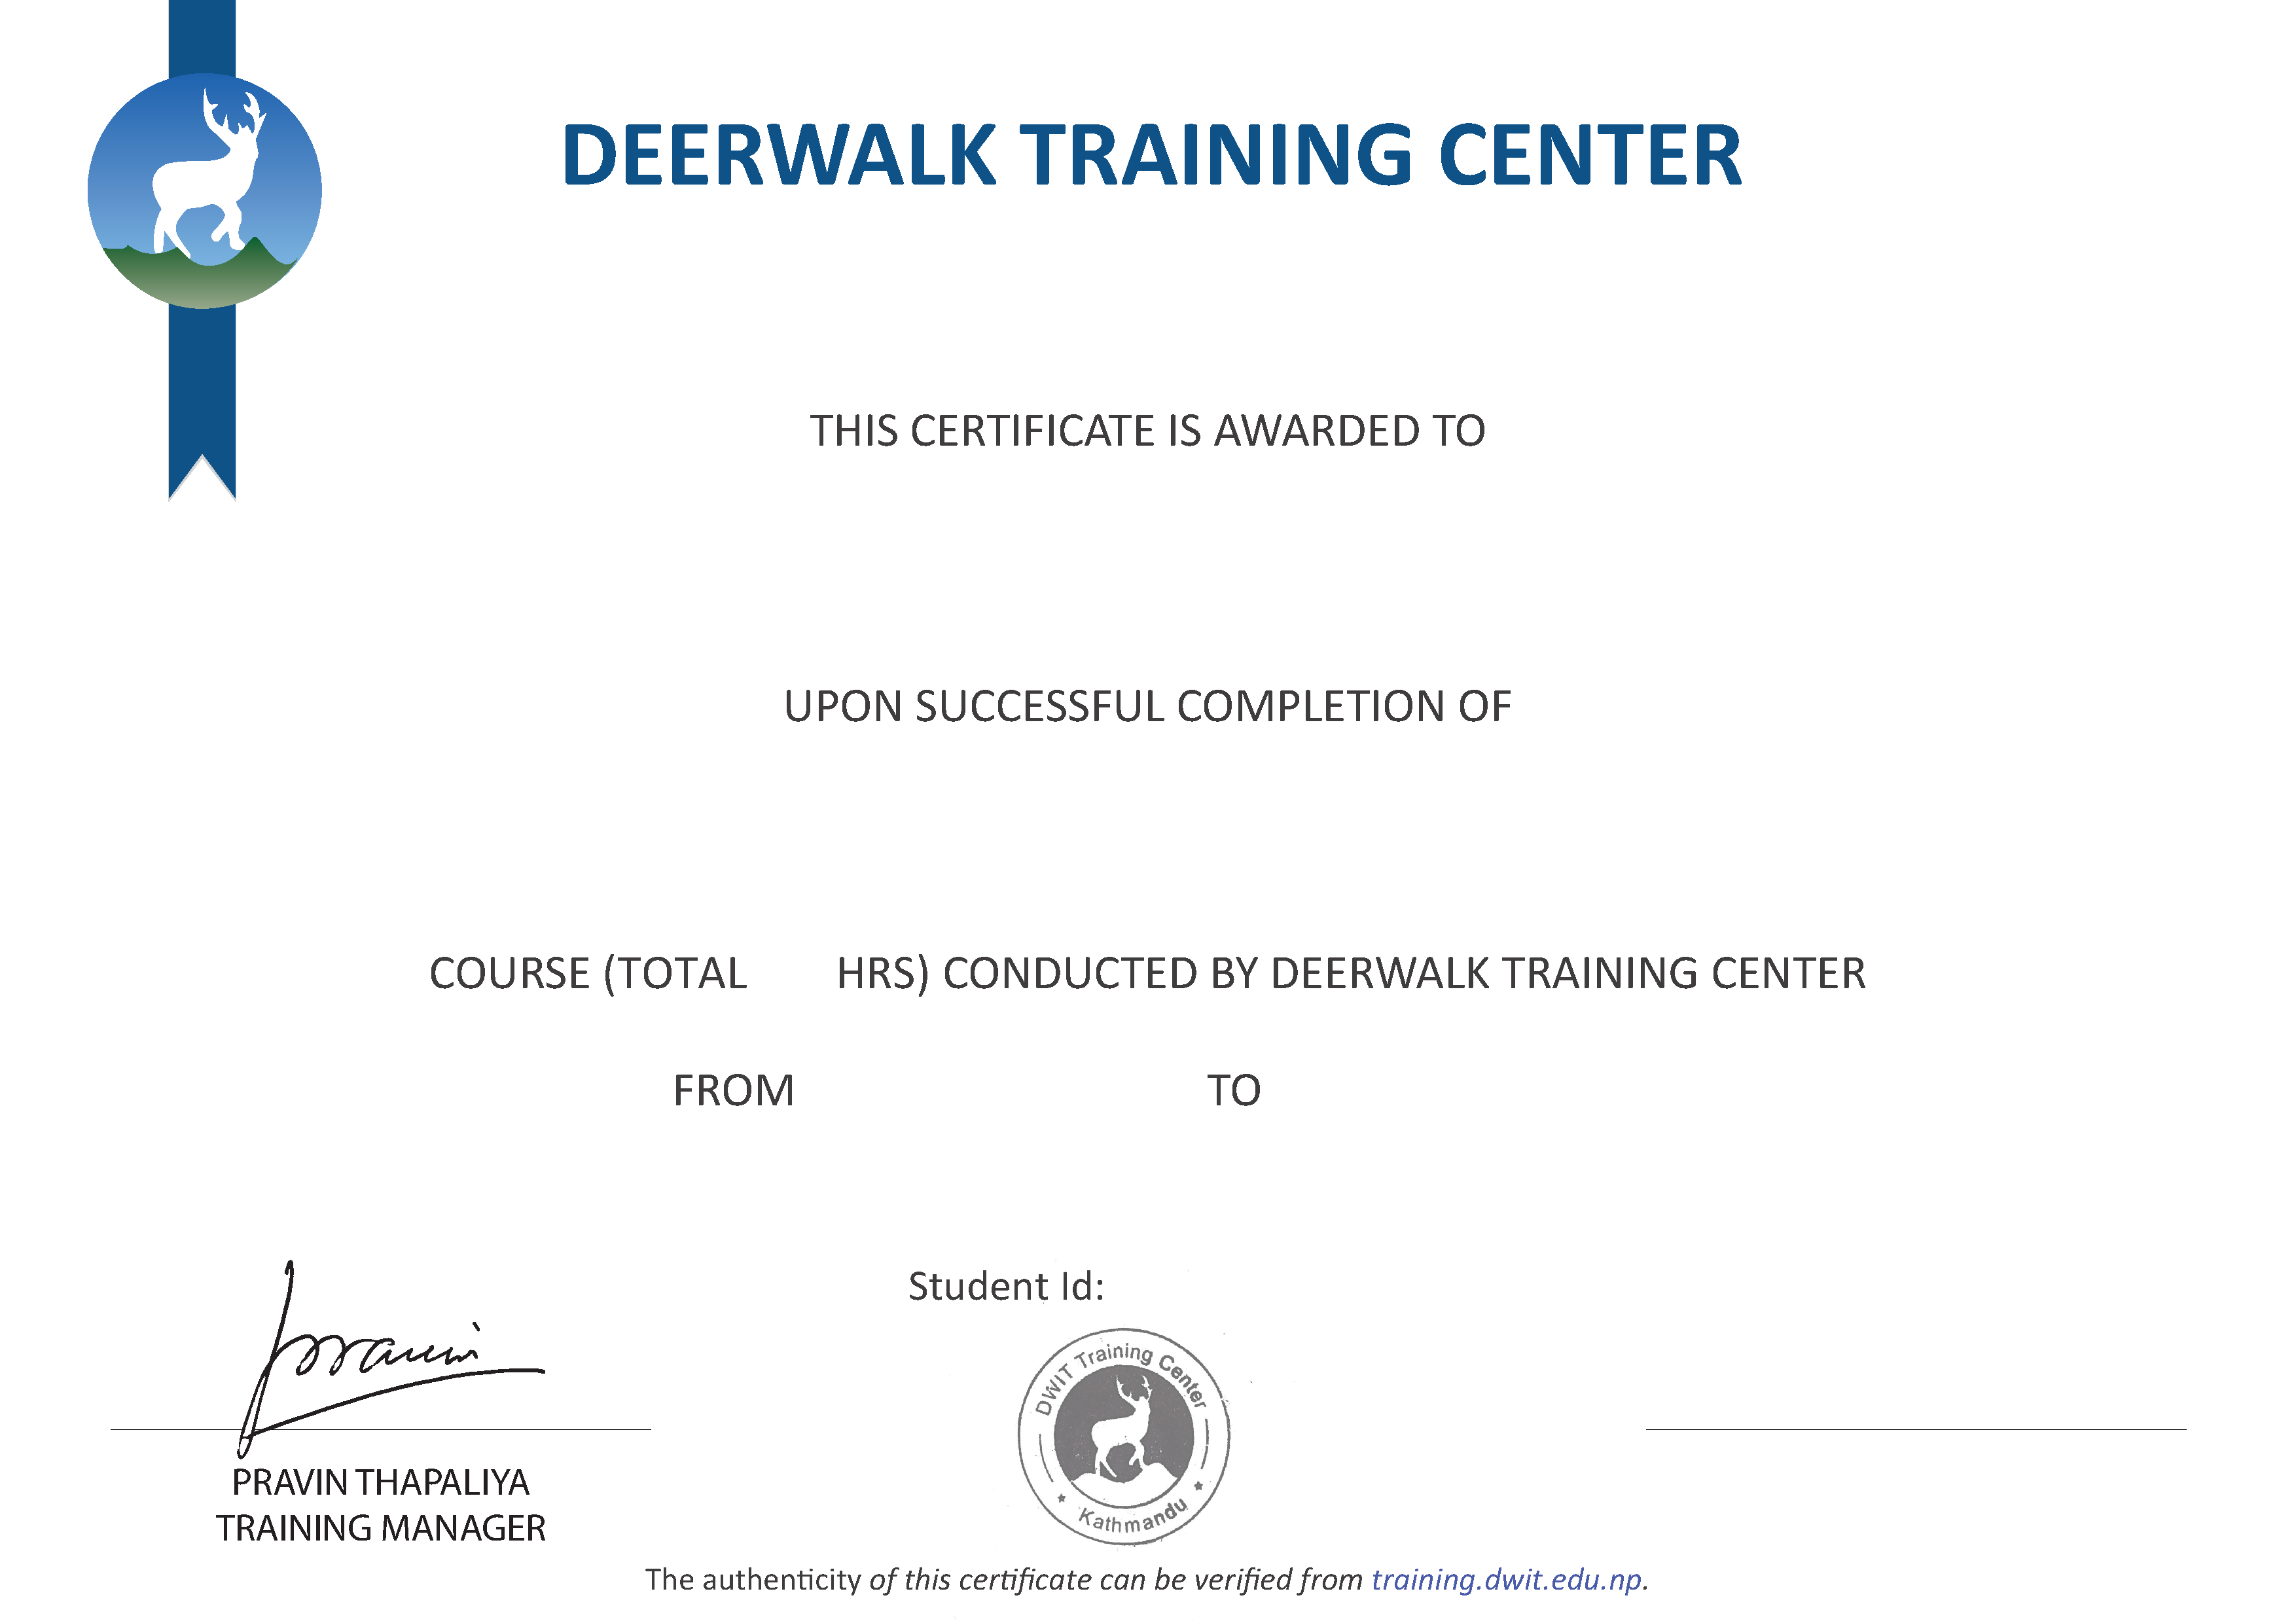 DEERWALK TRAINING CENTER
THIS CERTIFICATE IS AWARDED TO
UPON SUCCESSFUL COMPLETION OF
COURSE (TOTAL HRS) CONDUCTED BY DEERWALK TRAINING CENTER
FROM TO
Student Id:
Pravin
DWIT Training Center
Kathmandu
PRAVIN THAPALIYA
TRAINING MANAGER
The authenticity of this certificate can be verified from training.dwit.edu.np.